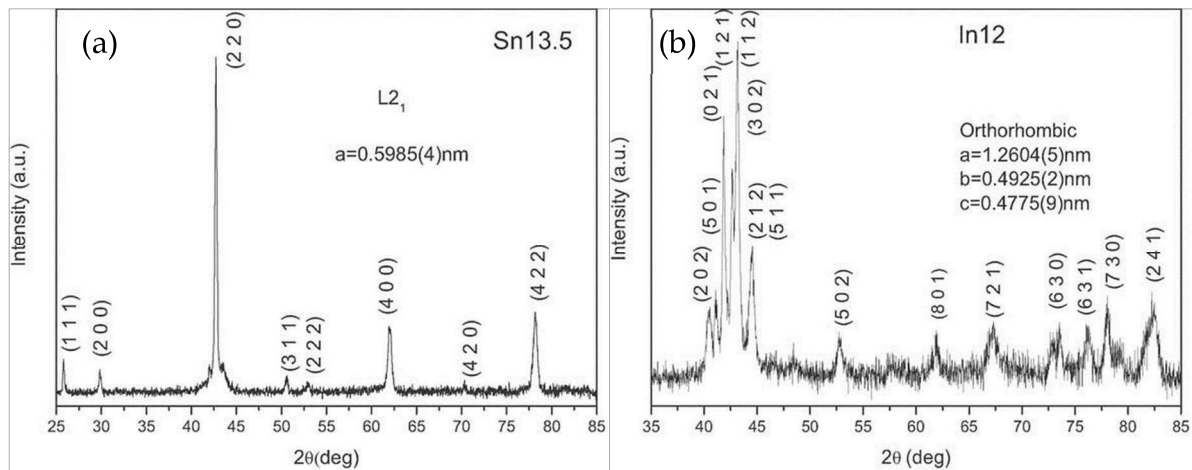 (a)
Sn13.5
(2 2 0)
L2₁
a=0.5985(4)nm
(1 1 1)
(2 0 0)
(3 1 1)
(2 2 2)
(4 0 0)
(4 2 0)
(4 2 2)
Intensity (a.u.)
25 30 35 40 45 50 55 60 65 70 75 80 85
2θ(deg)
(b)
In12
(2 0 2)
(5 0 1)
(0 2 1)
(1 2 1)
(1 1 2)
(3 0 2)
(2 1 2)
(5 1 1)
Orthorhombic
a=1.2604(5)nm
b=0.4925(2)nm
c=0.4775(9)nm
(5 0 2)
(8 0 1)
(7 2 1)
(6 3 0)
(6 3 1)
(7 3 0)
(2 4 1)
Intensity (a.u.)
35 40 45 50 55 60 65 70 75 80 85
2θ (deg)